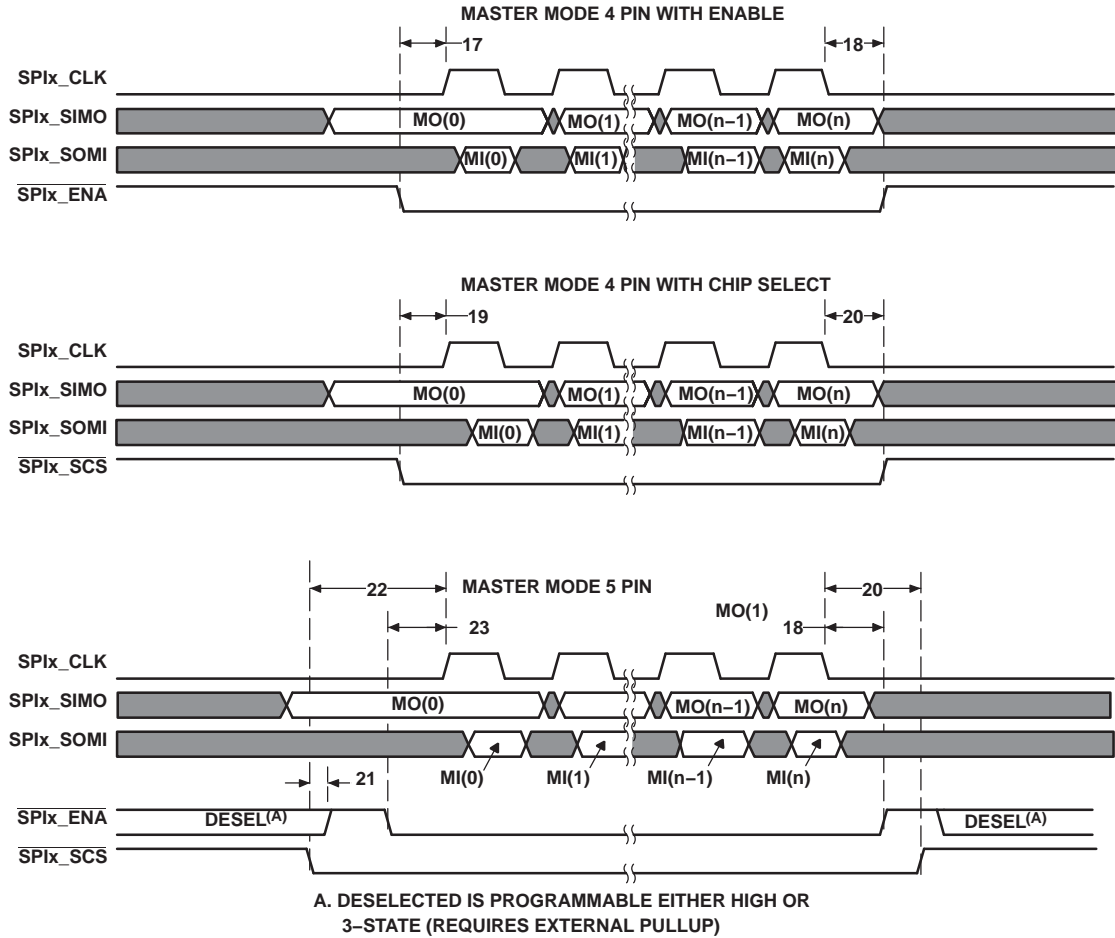 MASTER MODE 4 PIN WITH ENABLE
17 18
SPIx_CLK
SPIx_SIMO MO(0) MO(1) MO(n−1) MO(n)
SPIx_SOMI MI(0) MI(1) MI(n−1) MI(n)
SPIx_ENA
MASTER MODE 4 PIN WITH CHIP SELECT
19 20
SPIx_CLK
SPIx_SIMO MO(0) MO(1) MO(n−1) MO(n)
SPIx_SOMI MI(0) MI(1) MI(n−1) MI(n)
SPIx_SCS
22 MASTER MODE 5 PIN 20
MO(1)
23 18
SPIx_CLK
SPIx_SIMO MO(0) MO(n−1) MO(n)
SPIx_SOMI
MI(0) MI(1) MI(n−1) MI(n)
21
SPIx_ENA DESEL(A) DESEL(A)
SPIx_SCS
A. DESELECTED IS PROGRAMMABLE EITHER HIGH OR
3−STATE (REQUIRES EXTERNAL PULLUP)